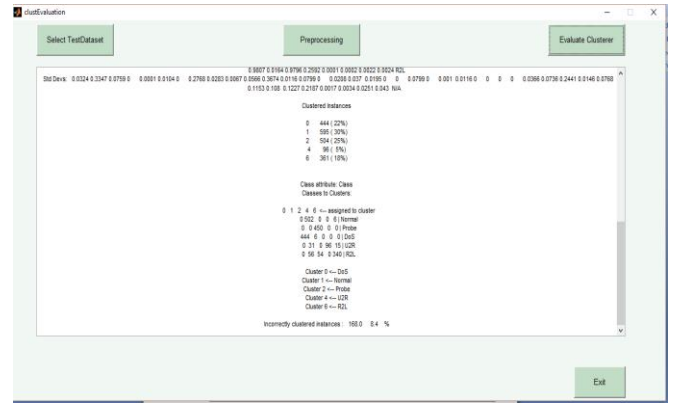 clustEvaluation
Select TestDataset
Preprocessing
Evaluate Clusterer
0.9807 0.0164 0.9796 0.2592 0.0001 0.0002 0.0022 0.0024 R2L
Std Devs: 0.0324 0.3347 0.0759 0 0.0001 0.0104 0 0.2768 0.0283 0.0067 0.0566 0.3674 0.0116 0.0799 0 0.0208 0.037 0.0195 0 0 0.0799 0 0.001 0.0116 0 0 0 0 0.0366 0.0736 0.2441 0.0146 0.0768
0.1153 0.108 0.1227 0.2187 0.0017 0.0034 0.0251 0.043 N/A
Clustered Instances
0 444 ( 22%)
1 595 ( 30%)
2 504 ( 25%)
4 96 ( 5%)
6 361 ( 18%)
Class attribute: Class
Classes to Clusters:
0 1 2 4 6 <-- assigned to cluster
0 502 0 0 6 | Normal
0 0 450 0 0 | Probe
444 6 0 0 0 | DoS
0 31 0 96 15 | U2R
0 56 54 0 340 | R2L
Cluster 0 <-- DoS
Cluster 1 <-- Normal
Cluster 2 <-- Probe
Cluster 4 <-- U2R
Cluster 6 <-- R2L
Incorrectly clustered instances : 168.0 8.4 %
Exit